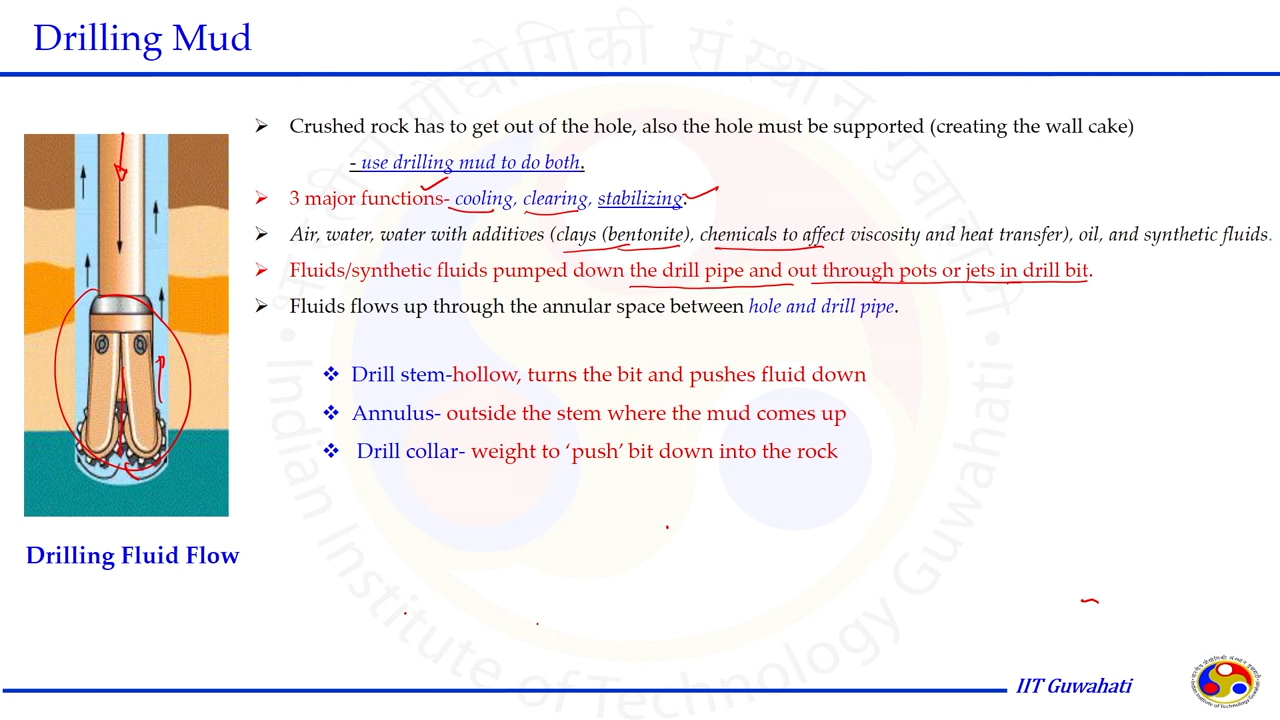 Drilling Mud
➢ Crushed rock has to get out of the hole, also the hole must be supported (creating the wall cake)
- use drilling mud to do both.
➢ 3 major functions- cooling, clearing, stabilizing.
➢ Air, water, water with additives (clays (bentonite), chemicals to affect viscosity and heat transfer), oil, and synthetic fluids.
➢ Fluids/synthetic fluids pumped down the drill pipe and out through pots or jets in drill bit.
➢ Fluids flows up through the annular space between hole and drill pipe.
❖ Drill stem-hollow, turns the bit and pushes fluid down
❖ Annulus- outside the stem where the mud comes up
❖ Drill collar- weight to ‘push’ bit down into the rock
Drilling Fluid Flow
Indian Institute of Technology Guwahati
IIT Guwahati